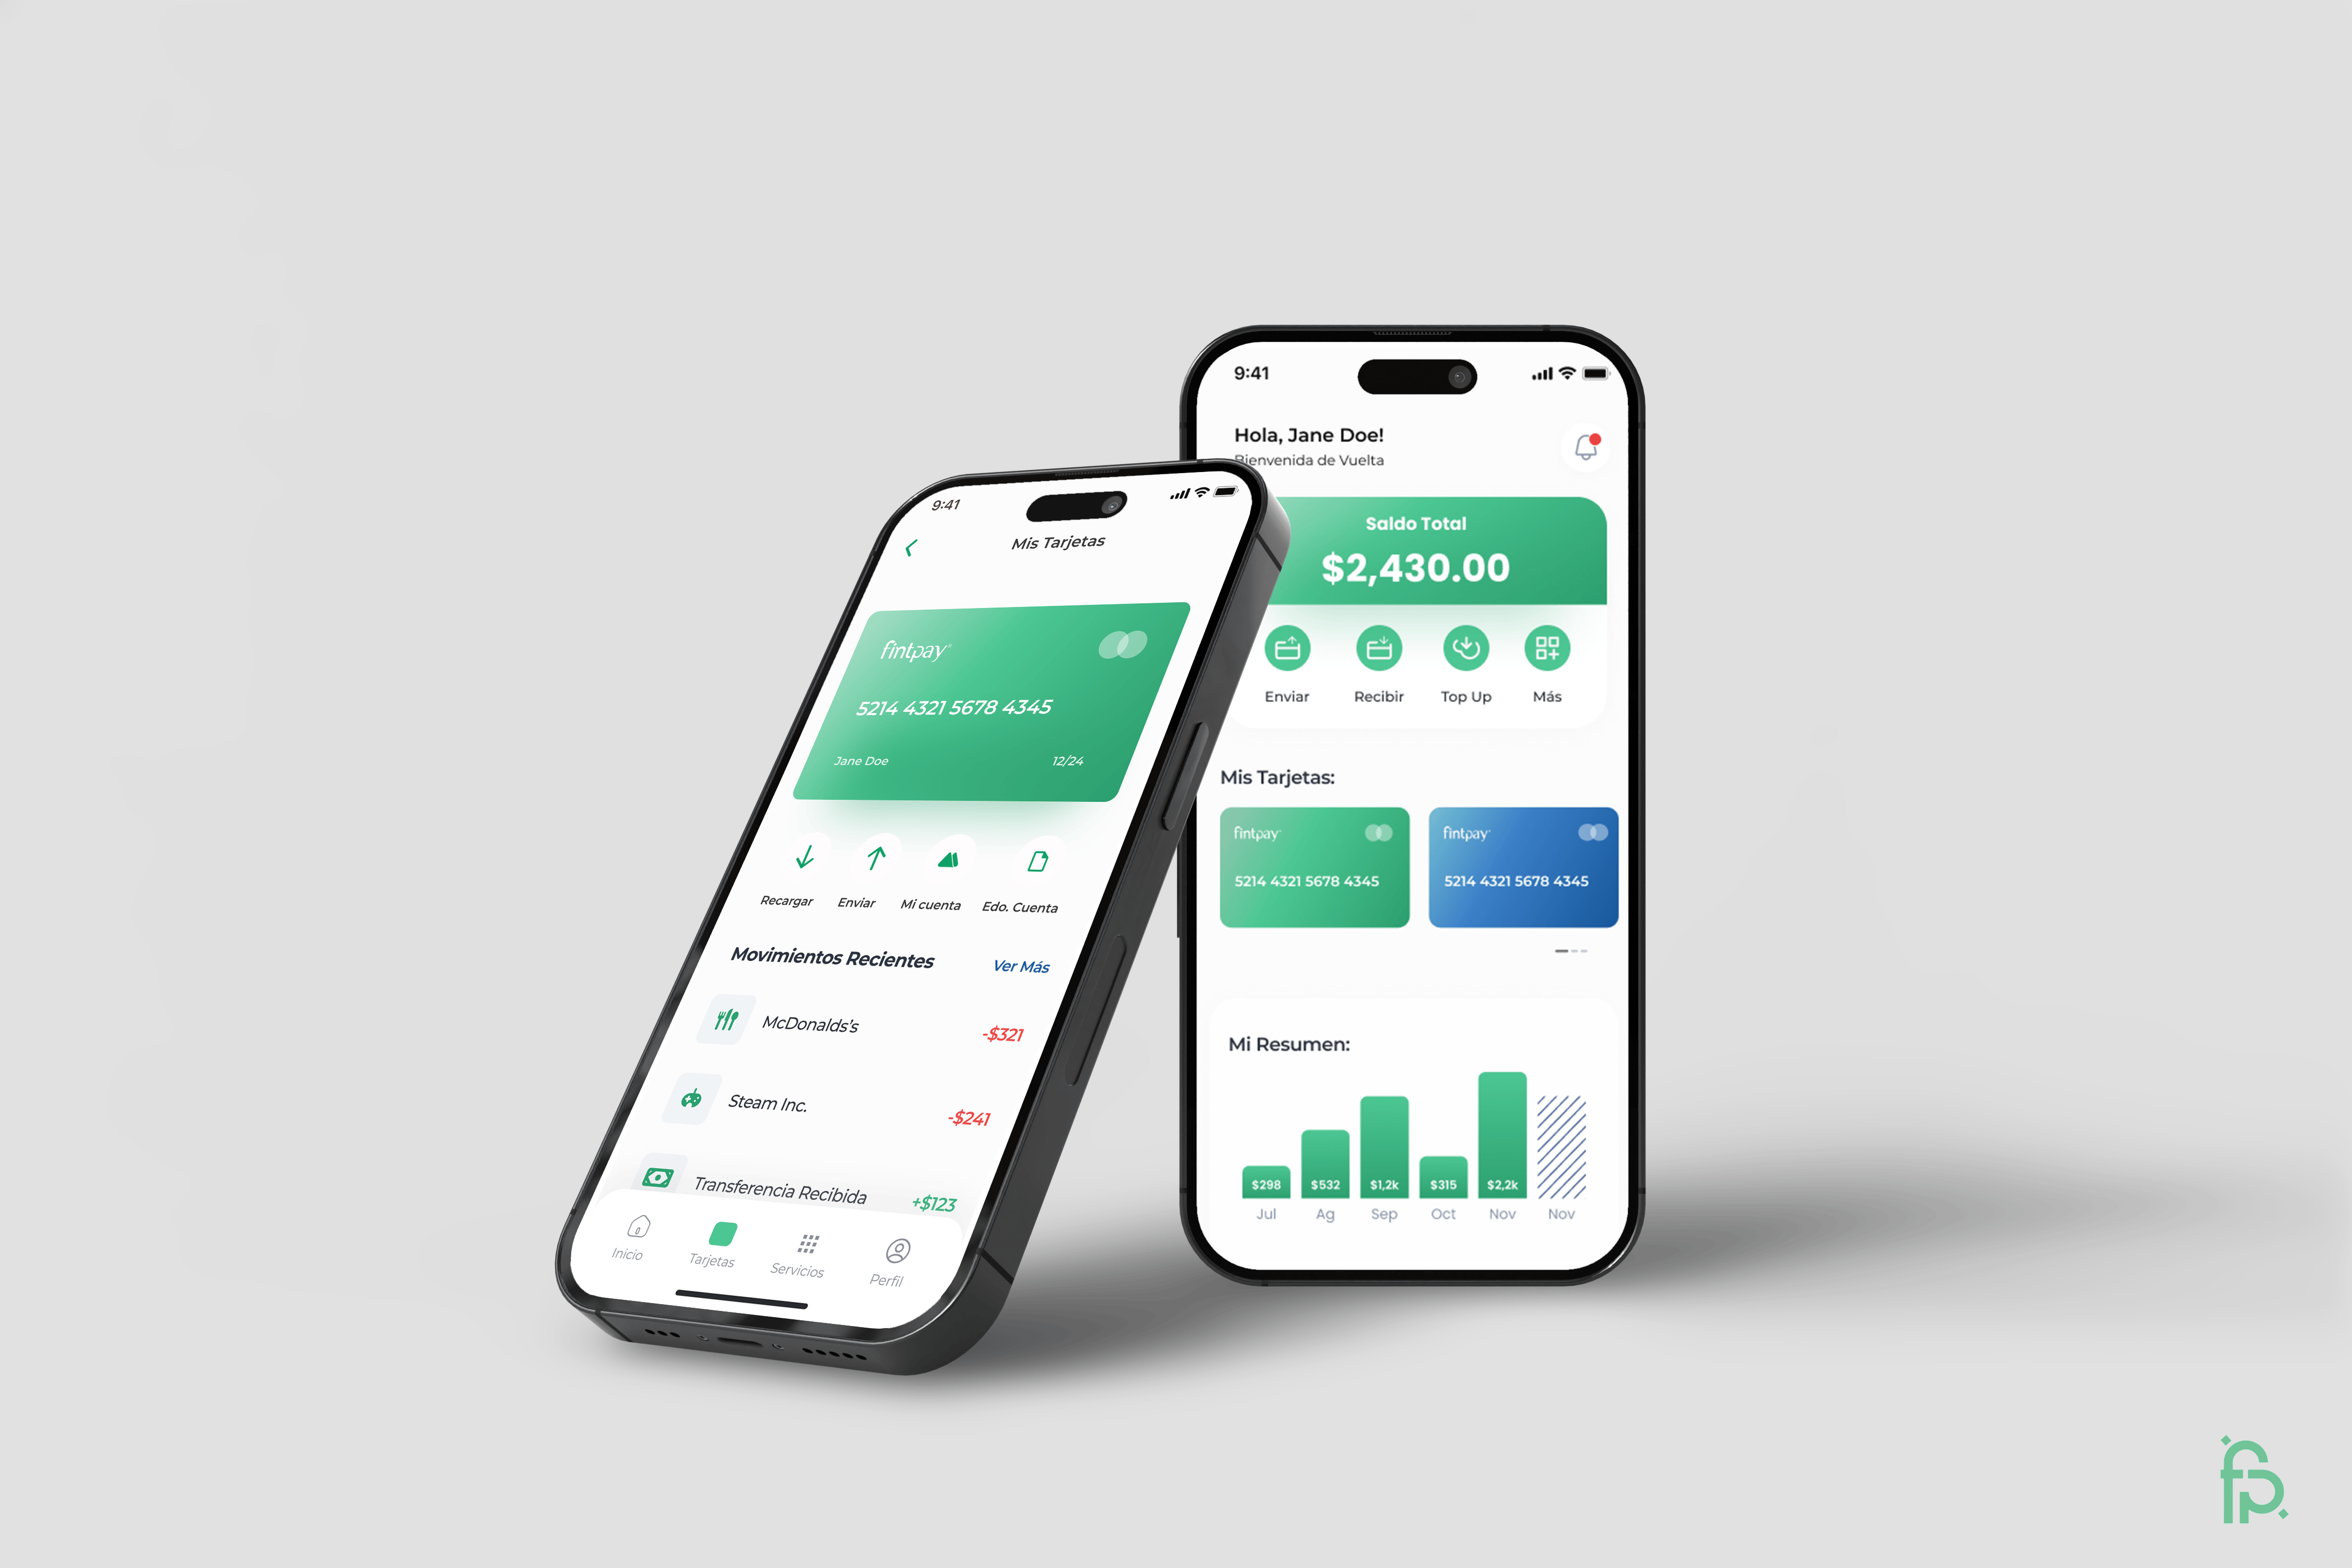 9:41
Mis Tarjetas
fintpay
5214 4321 5678 4345
Jane Doe 12/24
Recargar Enviar Mi cuenta Edo. Cuenta
Movimientos Recientes Ver Más
McDonalds's -$321
Steam Inc. -$241
Transferencia Recibida +$123
Inicio Tarjetas Servicios Perfil
9:41
Hola, Jane Doe!
Bienvenida de Vuelta
Saldo Total
$2,430.00
Enviar Recibir Top Up Más
Mis Tarjetas:
fintpay fintpay
5214 4321 5678 4345 5214 4321 5678 4345
Mi Resumen:
$298 $532 $1,2k $315 $2,2k
Jul Ag Sep Oct Nov Nov
fp